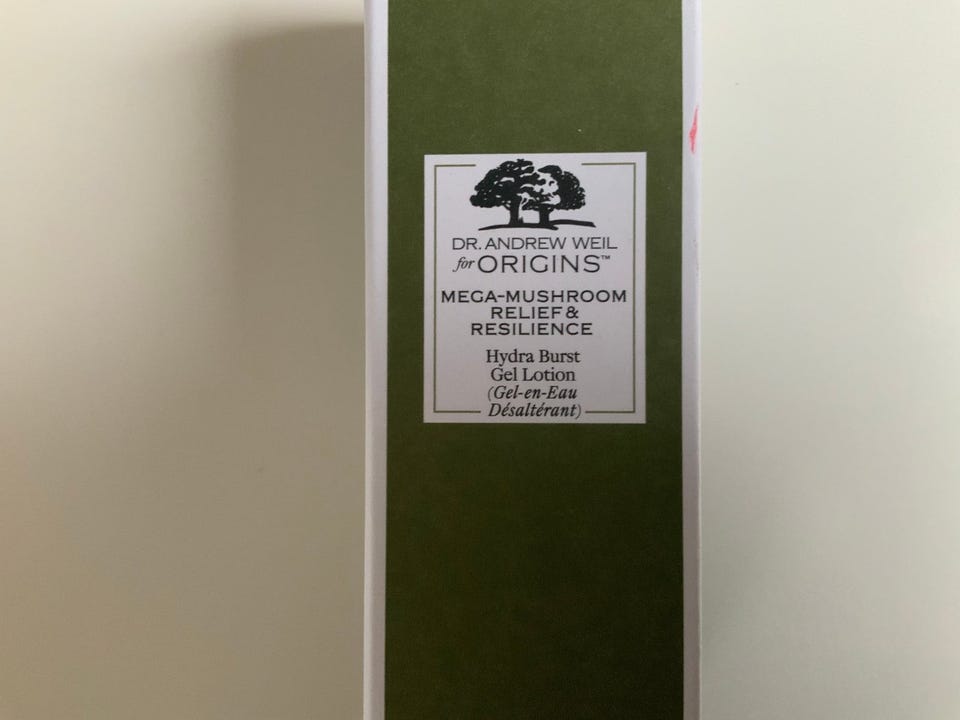 DR. ANDREW WEIL
for ORIGINS™
MEGA-MUSHROOM
RELIEF &
RESILIENCE
Hydra Burst
Gel Lotion
(Gel-en-Eau
Désaltérant)